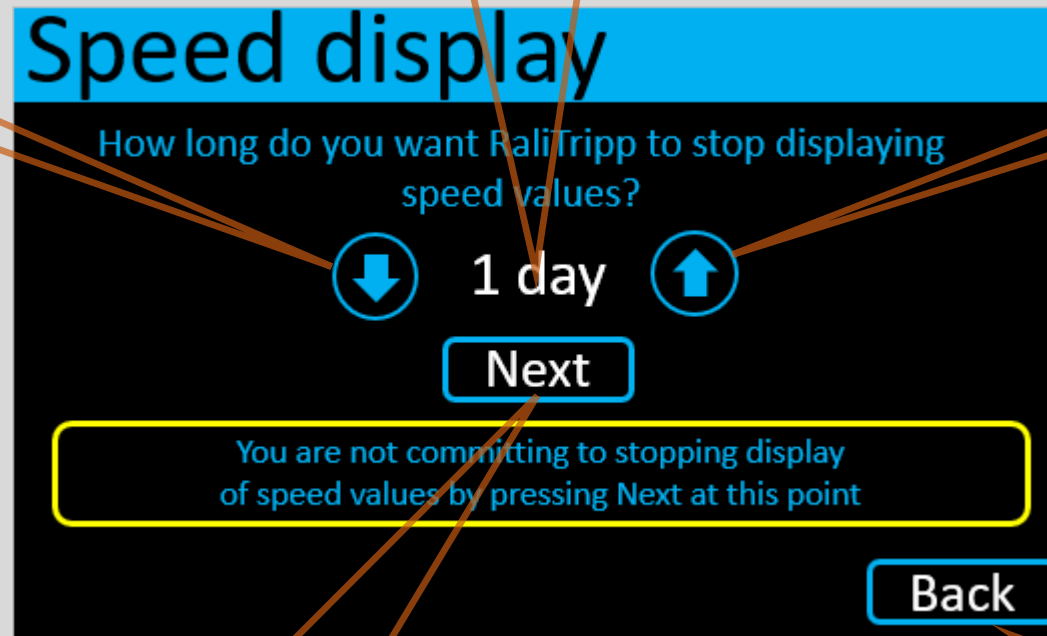 Speed display
How long do you want RaliTripp to stop displaying
speed values?
1 day
Next
You are not committing to stopping display
of speed values by pressing Next at this point
Back